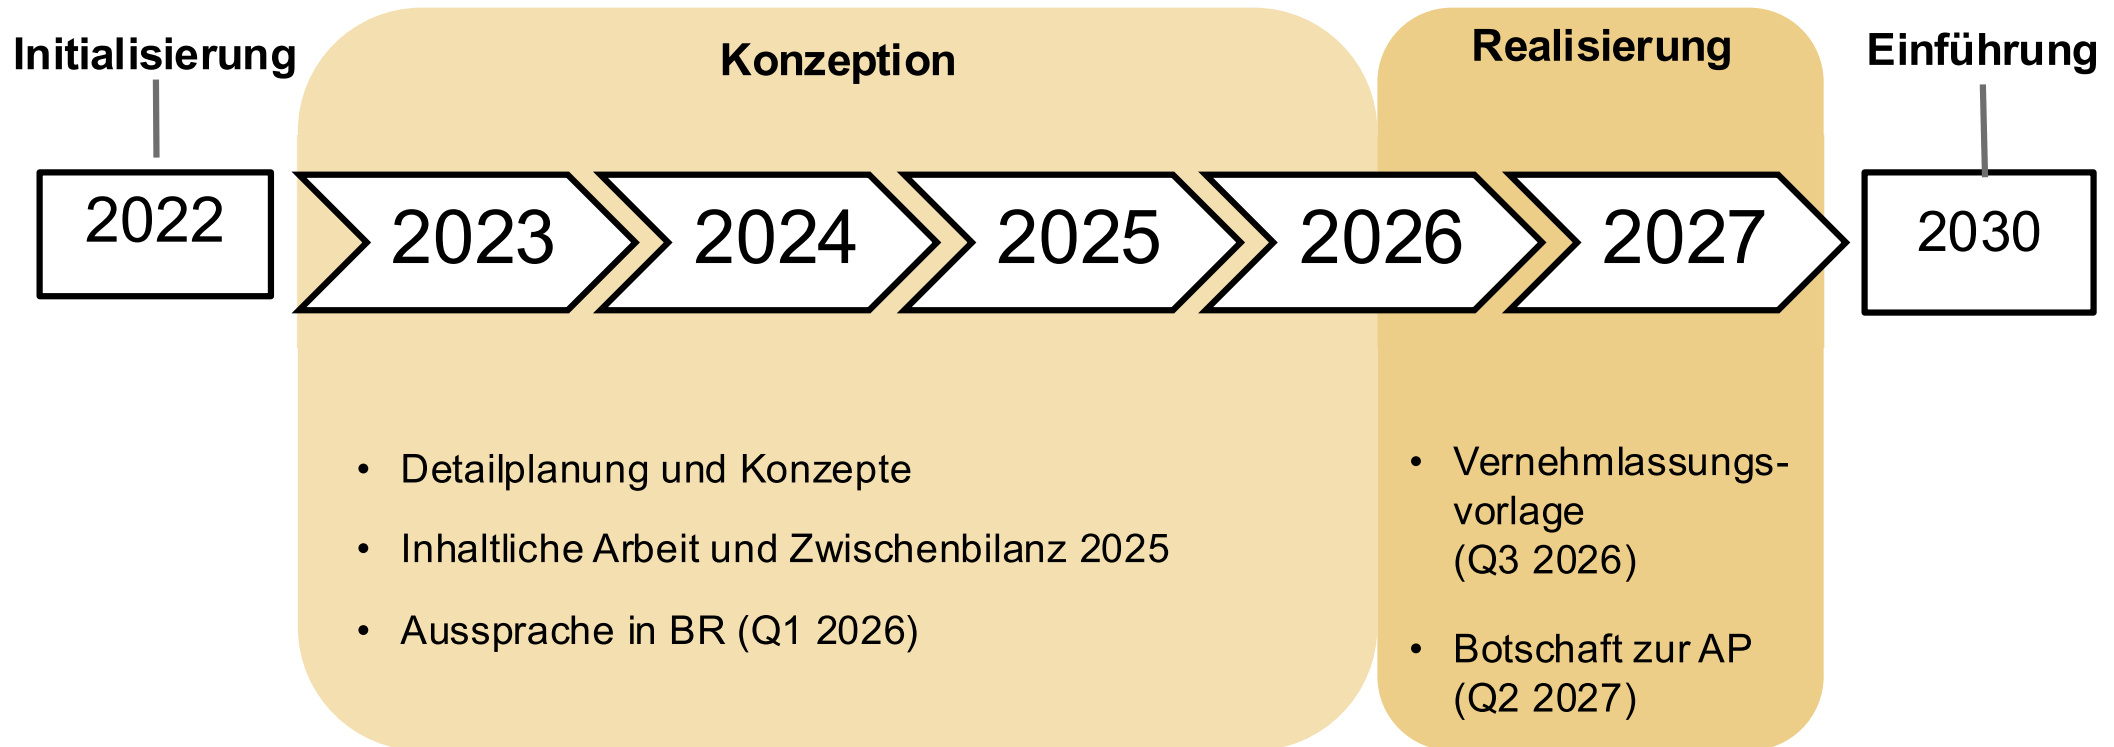 Initialisierung
Konzeption
Realisierung
Einführung
2022
2023
2024
2025
2026
2027
2030
• Detailplanung und Konzepte
• Inhaltliche Arbeit und Zwischenbilanz 2025
• Aussprache in BR (Q1 2026)
• Vernehmlassungs-
vorlage
(Q3 2026)
• Botschaft zur AP
(Q2 2027)